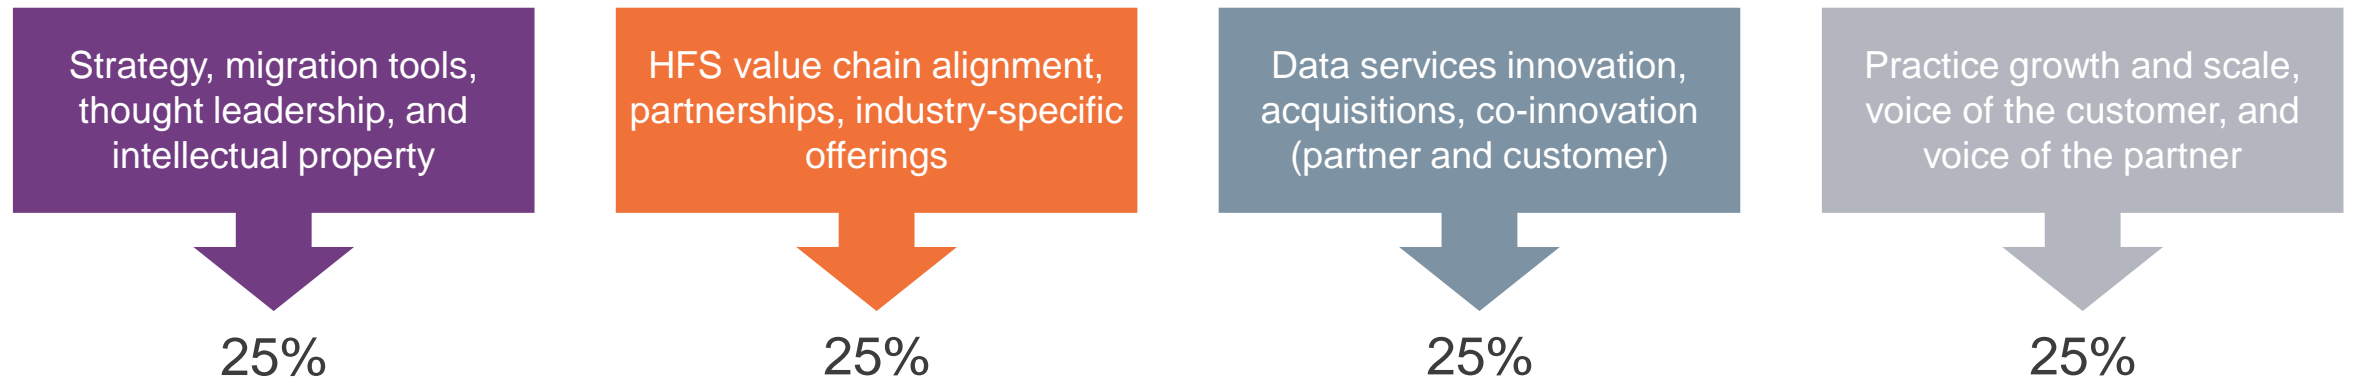 Strategy, migration tools,
thought leadership, and
intellectual property
25%
HFS value chain alignment,
partnerships, industry-specific
offerings
25%
Data services innovation,
acquisitions, co-innovation
(partner and customer)
25%
Practice growth and scale,
voice of the customer, and
voice of the partner
25%